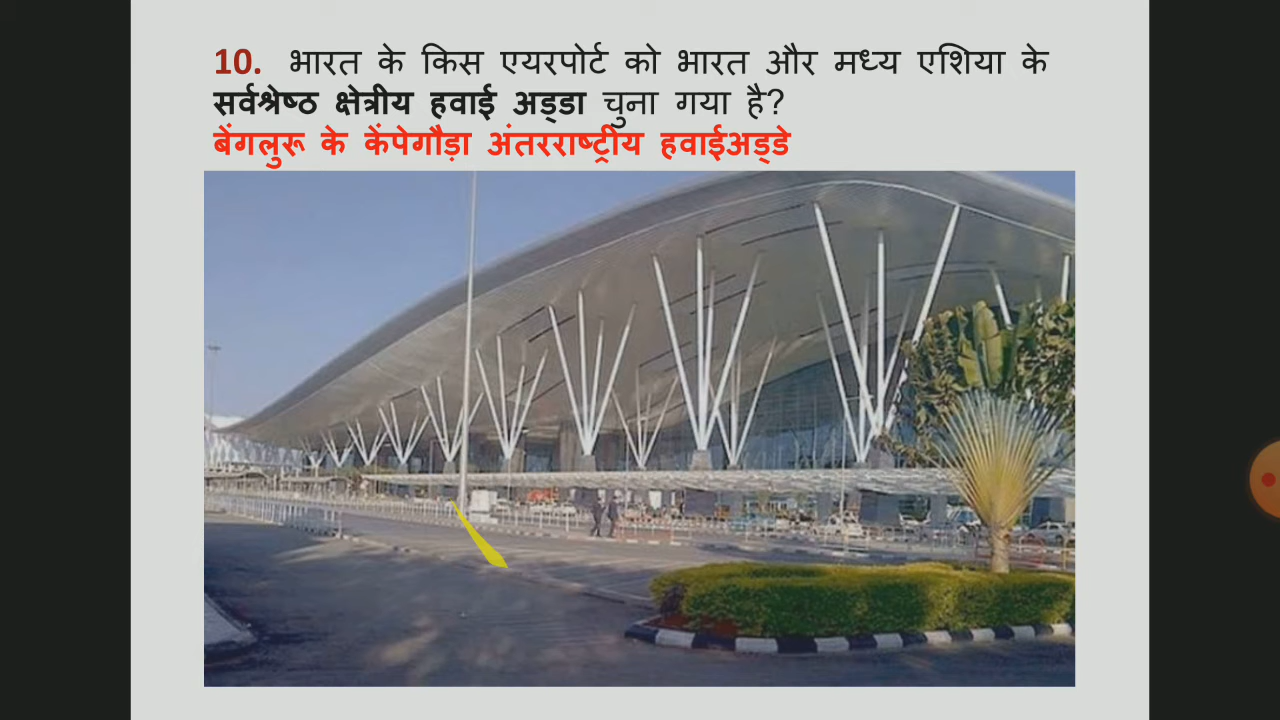 10. भारत के किस एयरपोर्ट को भारत और मध्य एशिया के
सर्वश्रेष्ठ क्षेत्रीय हवाई अड्डा चुना गया है?
बेंगलुरू के केंपेगौड़ा अंतरराष्ट्रीय हवाईअड्डे